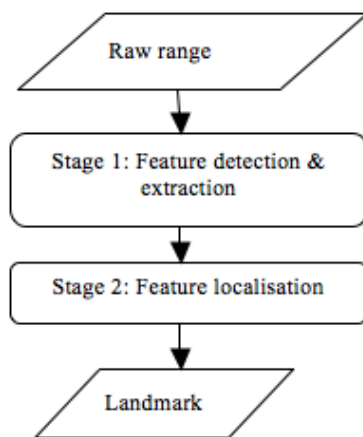 Raw range
Stage 1: Feature detection &
extraction
Stage 2: Feature localisation
Landmark